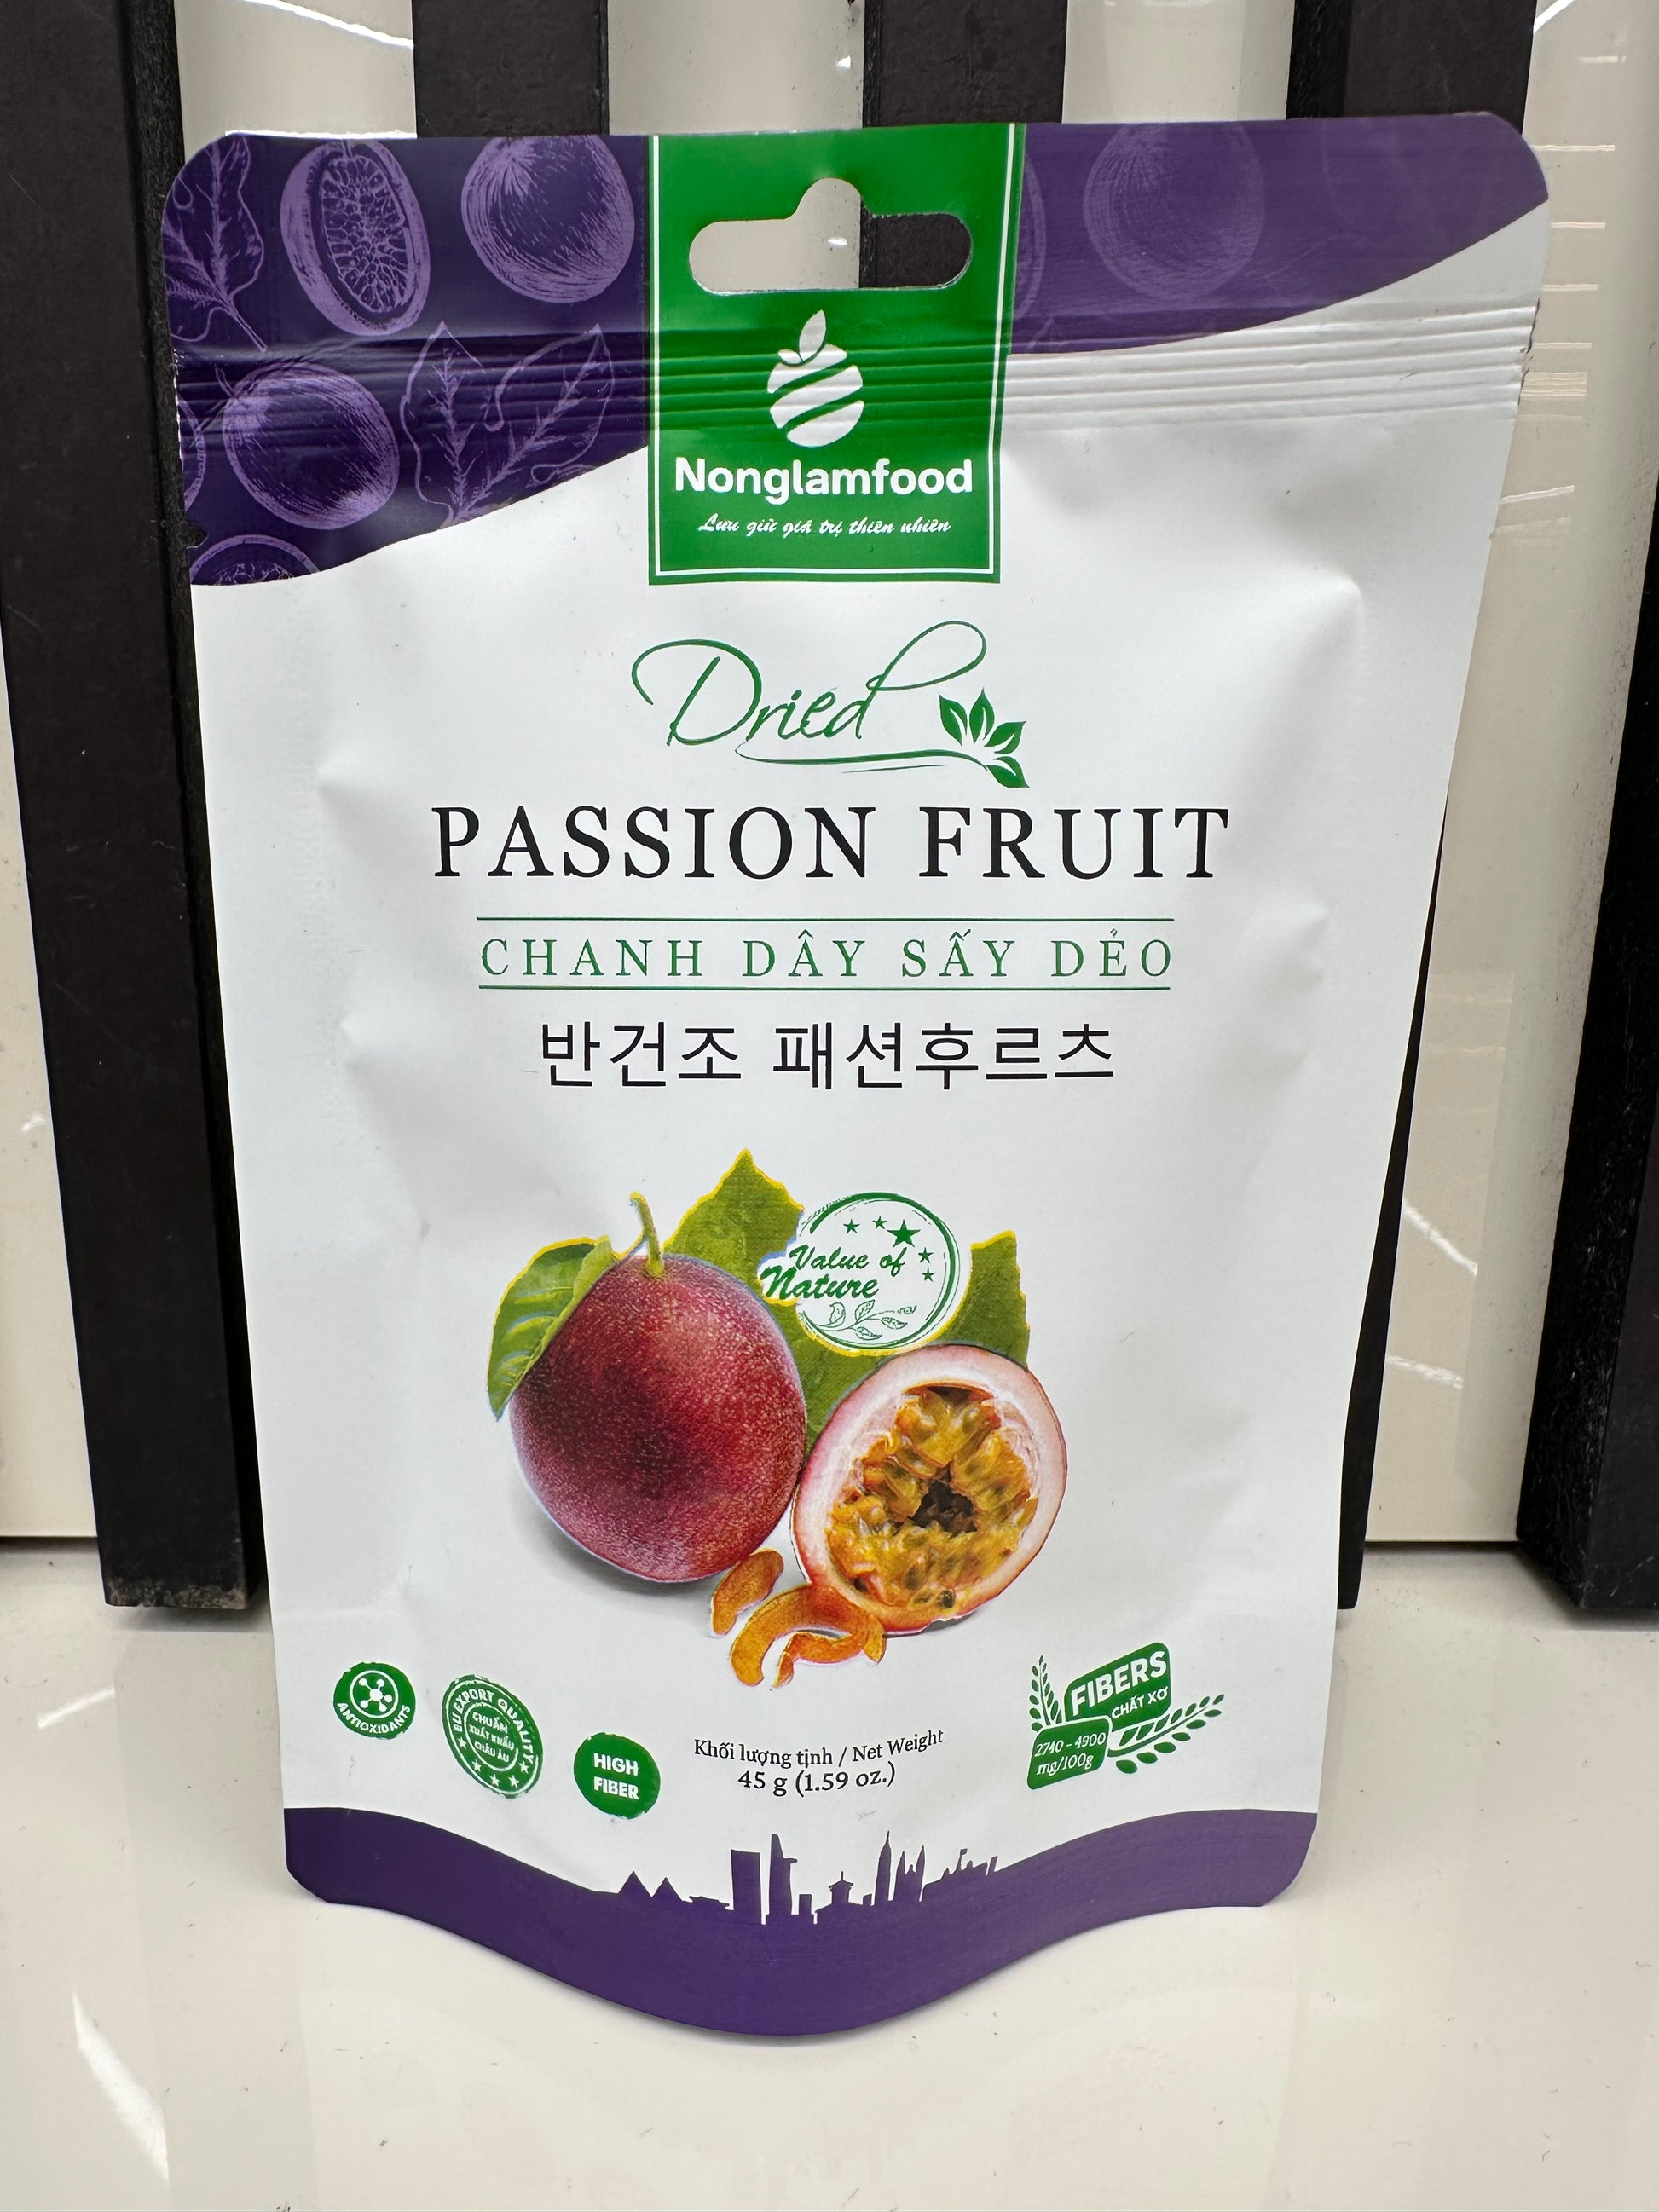 Nonglamfood
Lưu giữ giá trị thiên nhiên
Dried
PASSION FRUIT
CHANH DÂY SẤY DẺO
반건조 패션후르츠
Value of
Nature
ANTIOXIDANTS
EU EXPORT QUALITY
CHUẨN
XUẤT KHẨU
CHÂU ÂU
HIGH
FIBER
Khối lượng tịnh / Net Weight
45 g (1.59 oz.)
FIBERS
CHẤT XƠ
2740 - 4900
mg/100g